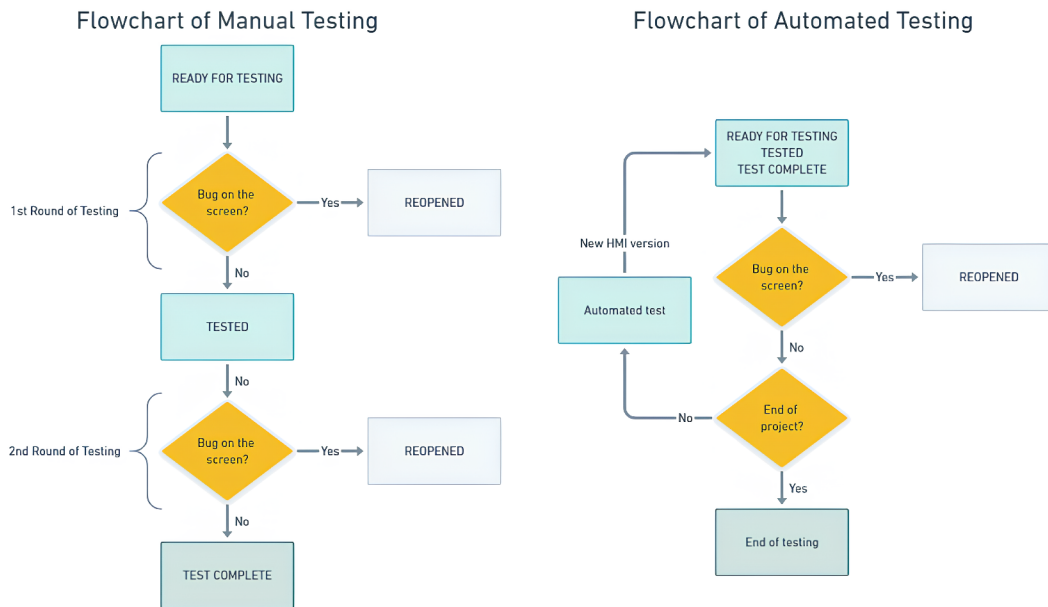 Flowchart of Manual Testing
READY FOR TESTING
1st Round of Testing
Bug on the
screen?
Yes
REOPENED
No
TESTED
No
2nd Round of Testing
Bug on the
screen?
Yes
REOPENED
No
TEST COMPLETE
Flowchart of Automated Testing
READY FOR TESTING
TESTED
TEST COMPLETE
New HMI version
Bug on the
screen?
Yes
REOPENED
Automated test
No
No
End of
project?
Yes
End of testing